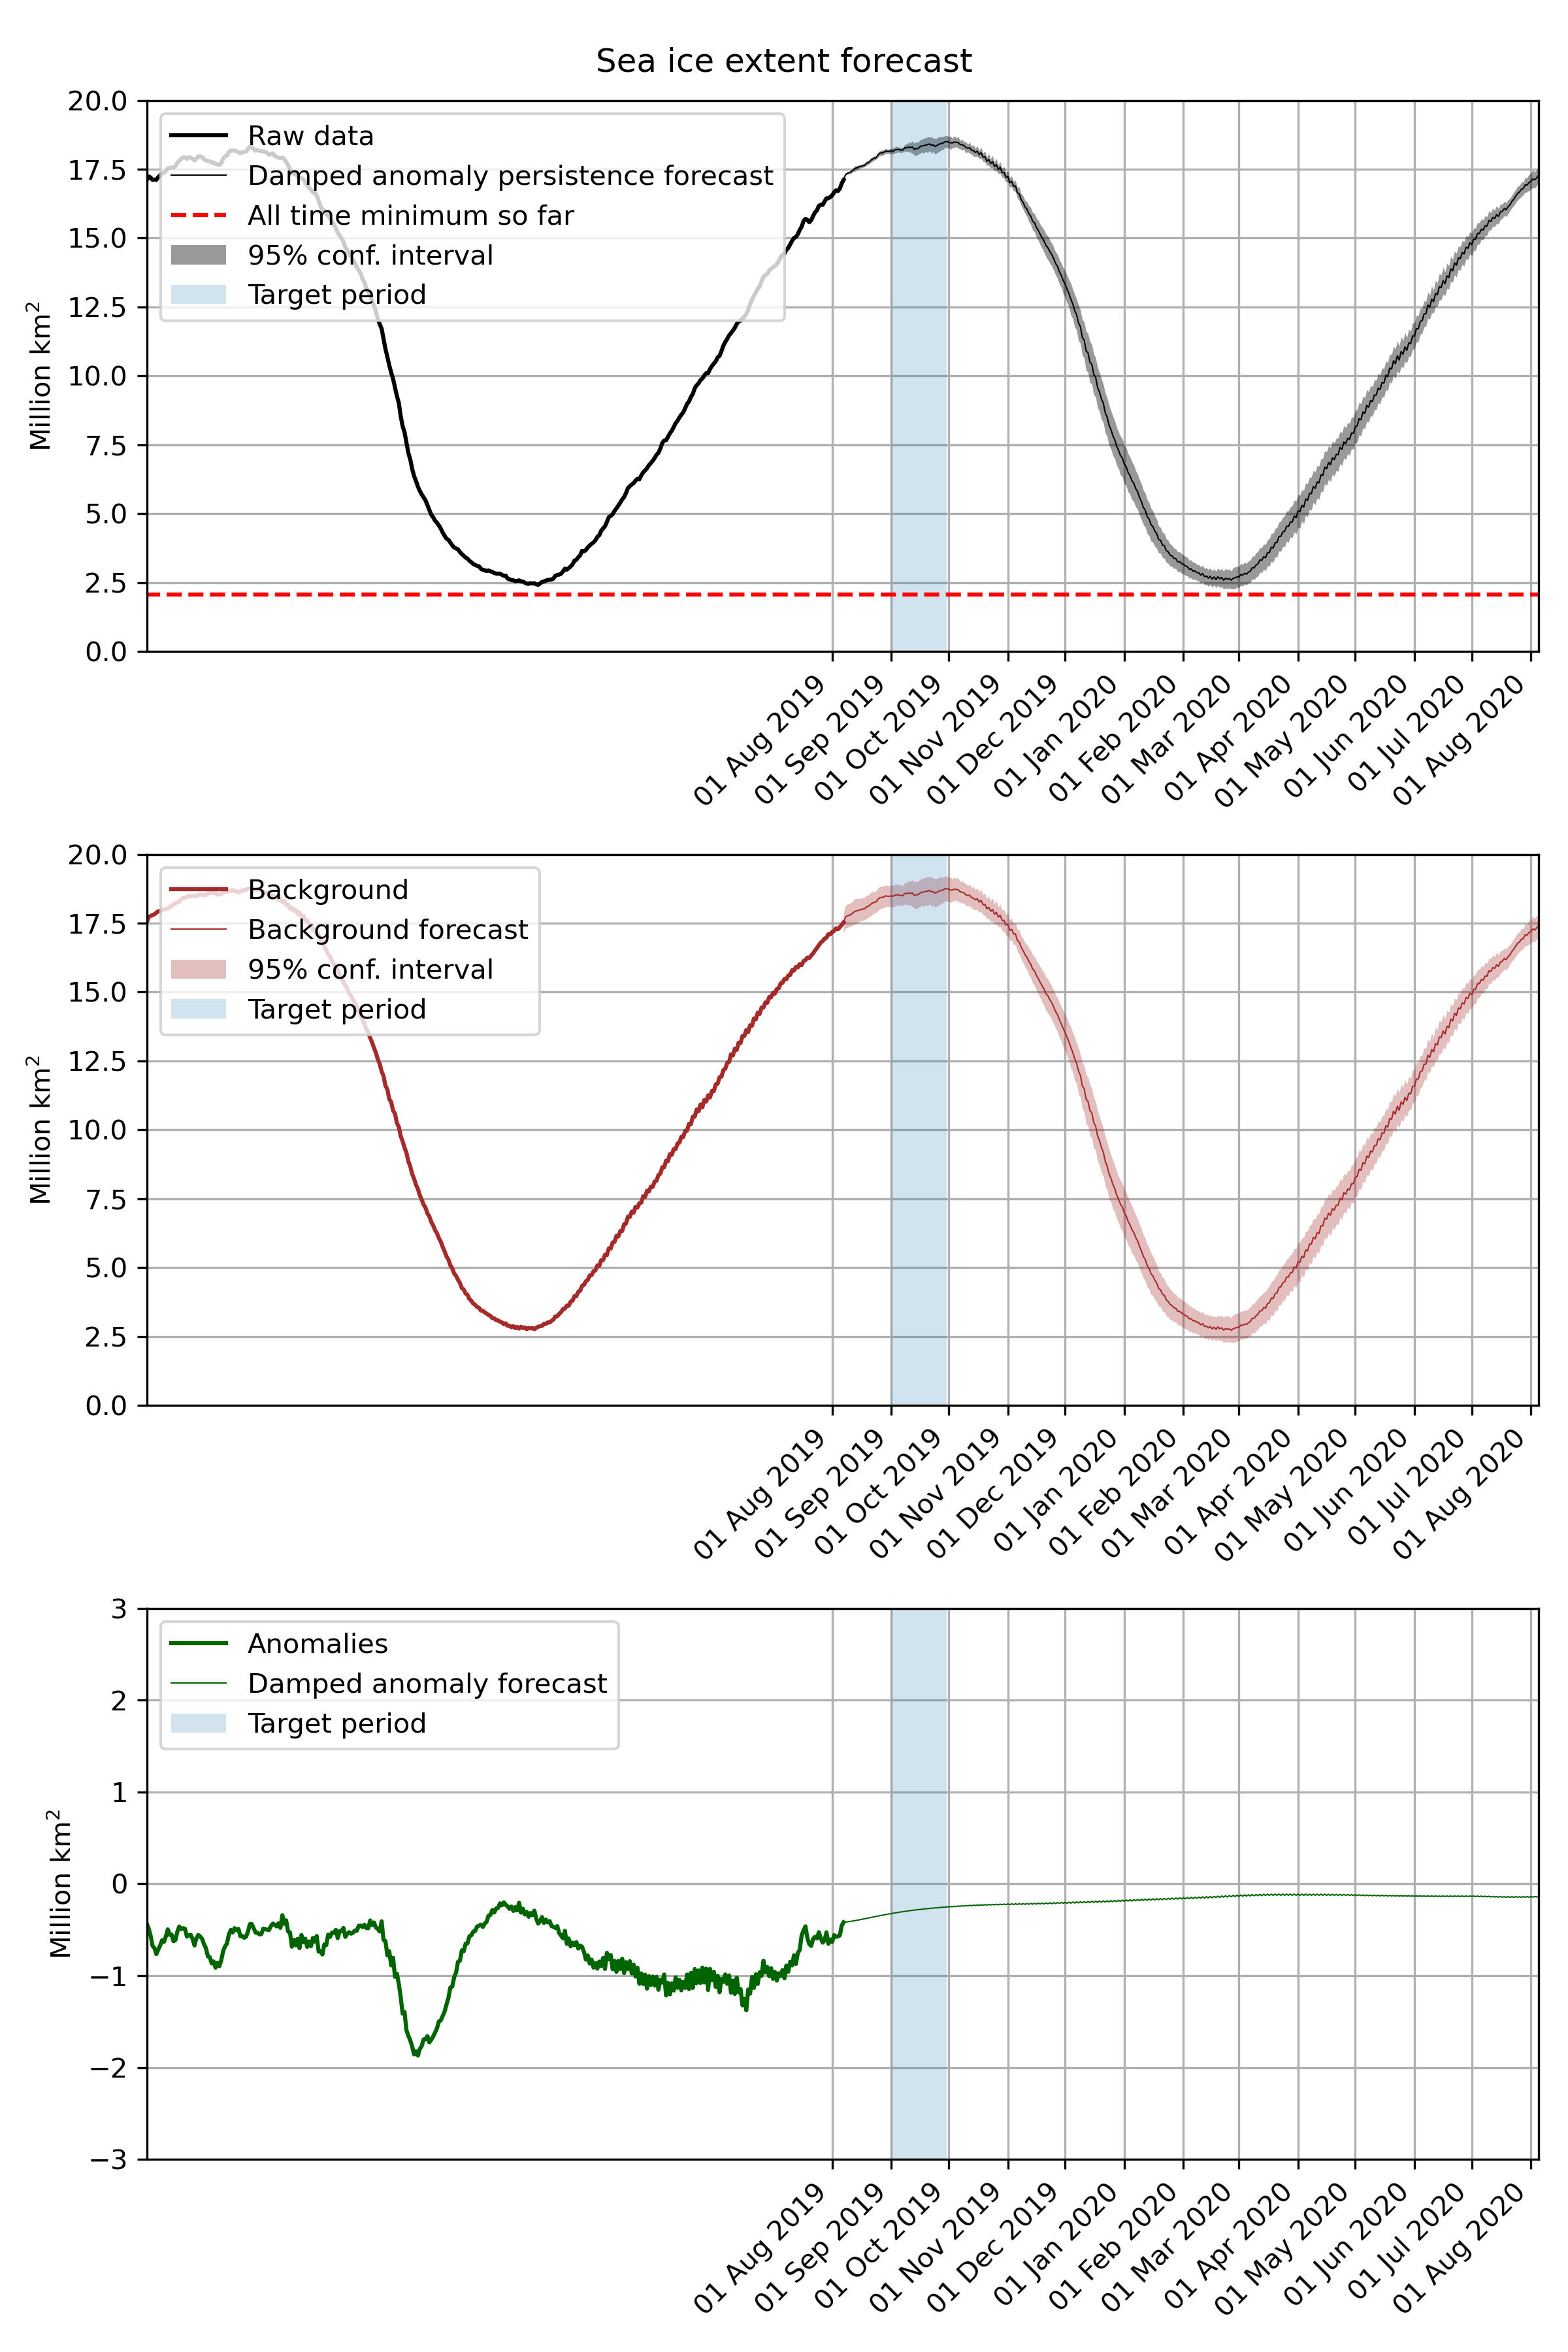 Sea ice extent forecast
20.0
17.5
15.0
12.5
10.0
7.5
5.0
2.5
0.0
Million km²
Raw data
Damped anomaly persistence forecast
All time minimum so far
95% conf. interval
Target period
01 Aug 2019
01 Sep 2019
01 Oct 2019
01 Nov 2019
01 Dec 2019
01 Jan 2020
01 Feb 2020
01 Mar 2020
01 Apr 2020
01 May 2020
01 Jun 2020
01 Jul 2020
01 Aug 2020
20.0
17.5
15.0
12.5
10.0
7.5
5.0
2.5
0.0
Million km²
Background
Background forecast
95% conf. interval
Target period
01 Aug 2019
01 Sep 2019
01 Oct 2019
01 Nov 2019
01 Dec 2019
01 Jan 2020
01 Feb 2020
01 Mar 2020
01 Apr 2020
01 May 2020
01 Jun 2020
01 Jul 2020
01 Aug 2020
3
2
1
0
−1
−2
−3
Million km²
Anomalies
Damped anomaly forecast
Target period
01 Aug 2019
01 Sep 2019
01 Oct 2019
01 Nov 2019
01 Dec 2019
01 Jan 2020
01 Feb 2020
01 Mar 2020
01 Apr 2020
01 May 2020
01 Jun 2020
01 Jul 2020
01 Aug 2020